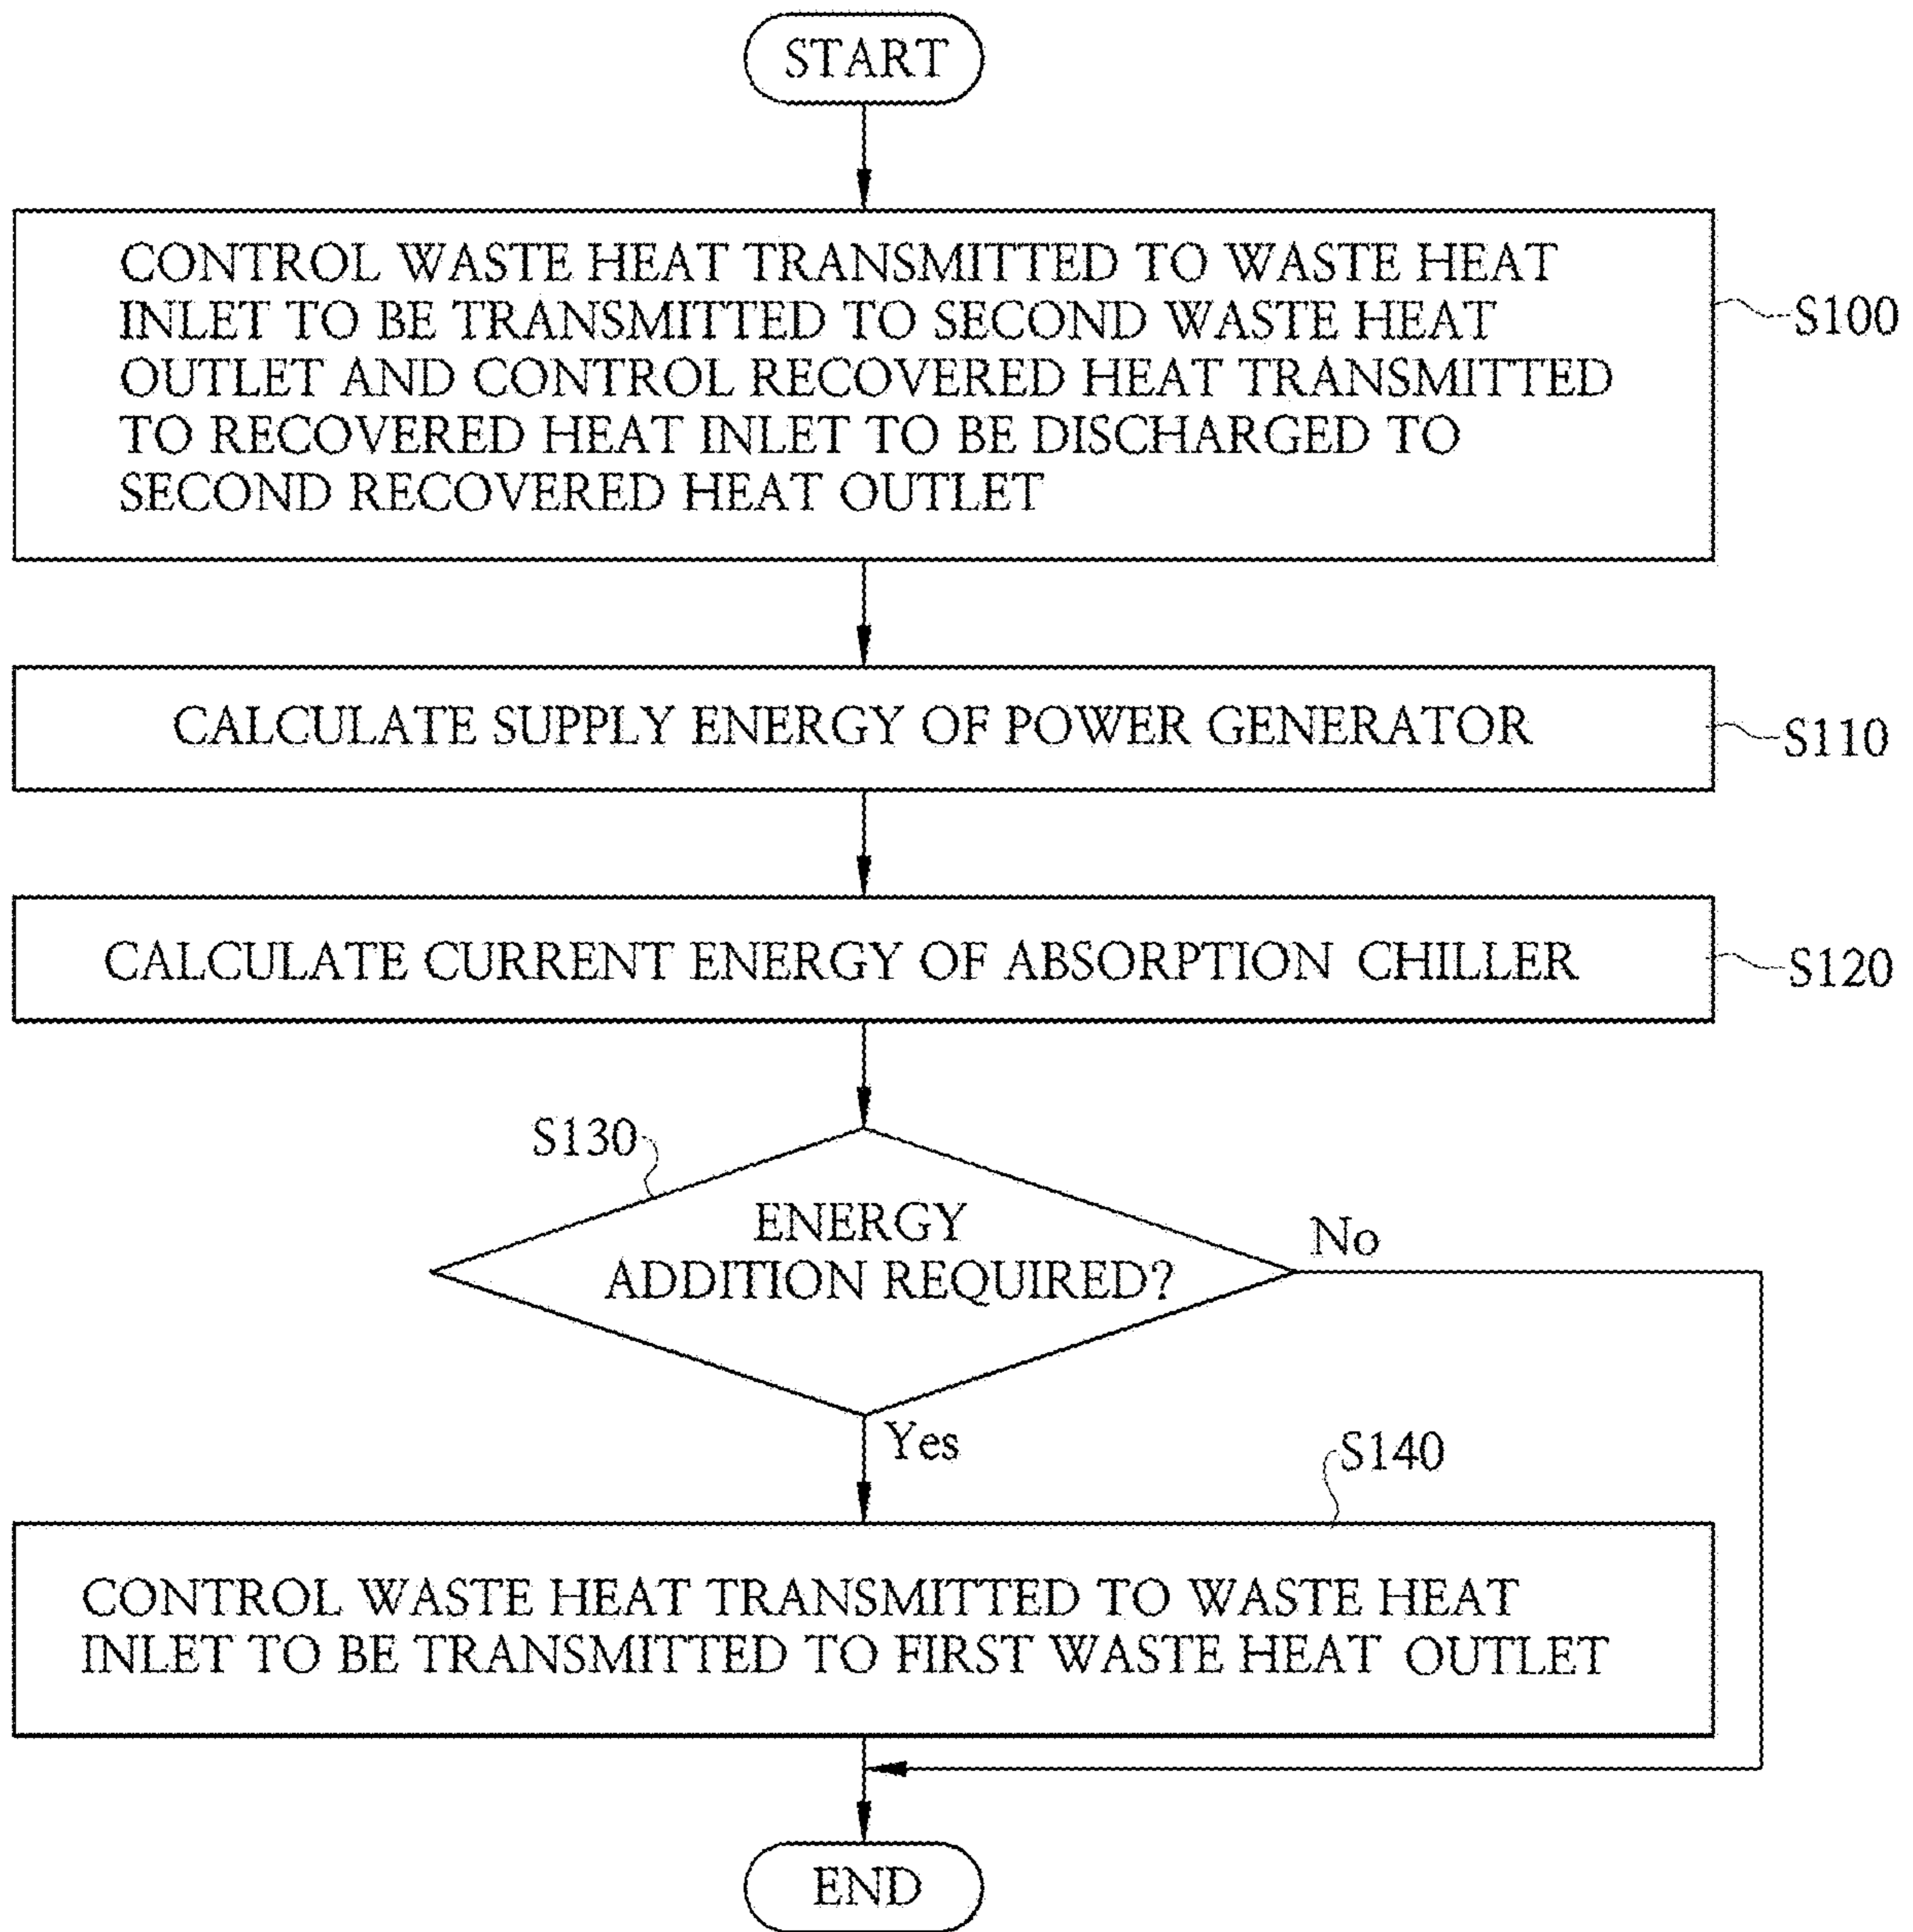 START
CONTROL WASTE HEAT TRANSMITTED TO WASTE HEAT
INLET TO BE TRANSMITTED TO SECOND WASTE HEAT
OUTLET AND CONTROL RECOVERED HEAT TRANSMITTED
TO RECOVERED HEAT INLET TO BE DISCHARGED TO
SECOND RECOVERED HEAT OUTLET
S100
CALCULATE SUPPLY ENERGY OF POWER GENERATOR
S110
CALCULATE CURRENT ENERGY OF ABSORPTION CHILLER
S120
S130
ENERGY
ADDITION REQUIRED?
No
Yes
S140
CONTROL WASTE HEAT TRANSMITTED TO WASTE HEAT
INLET TO BE TRANSMITTED TO FIRST WASTE HEAT OUTLET
END